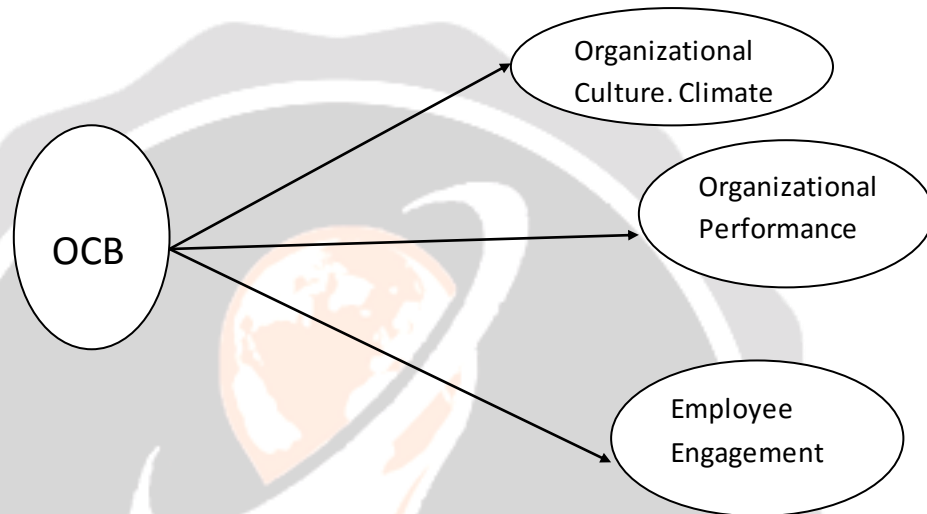 Organizational
Culture. Climate
Organizational
Performance
OCB
Employee
Engagement